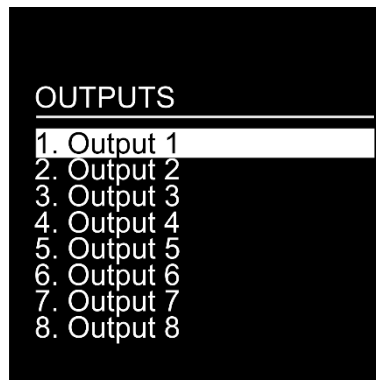 OUTPUTS
1. Output 1
2. Output 2
3. Output 3
4. Output 4
5. Output 5
6. Output 6
7. Output 7
8. Output 8